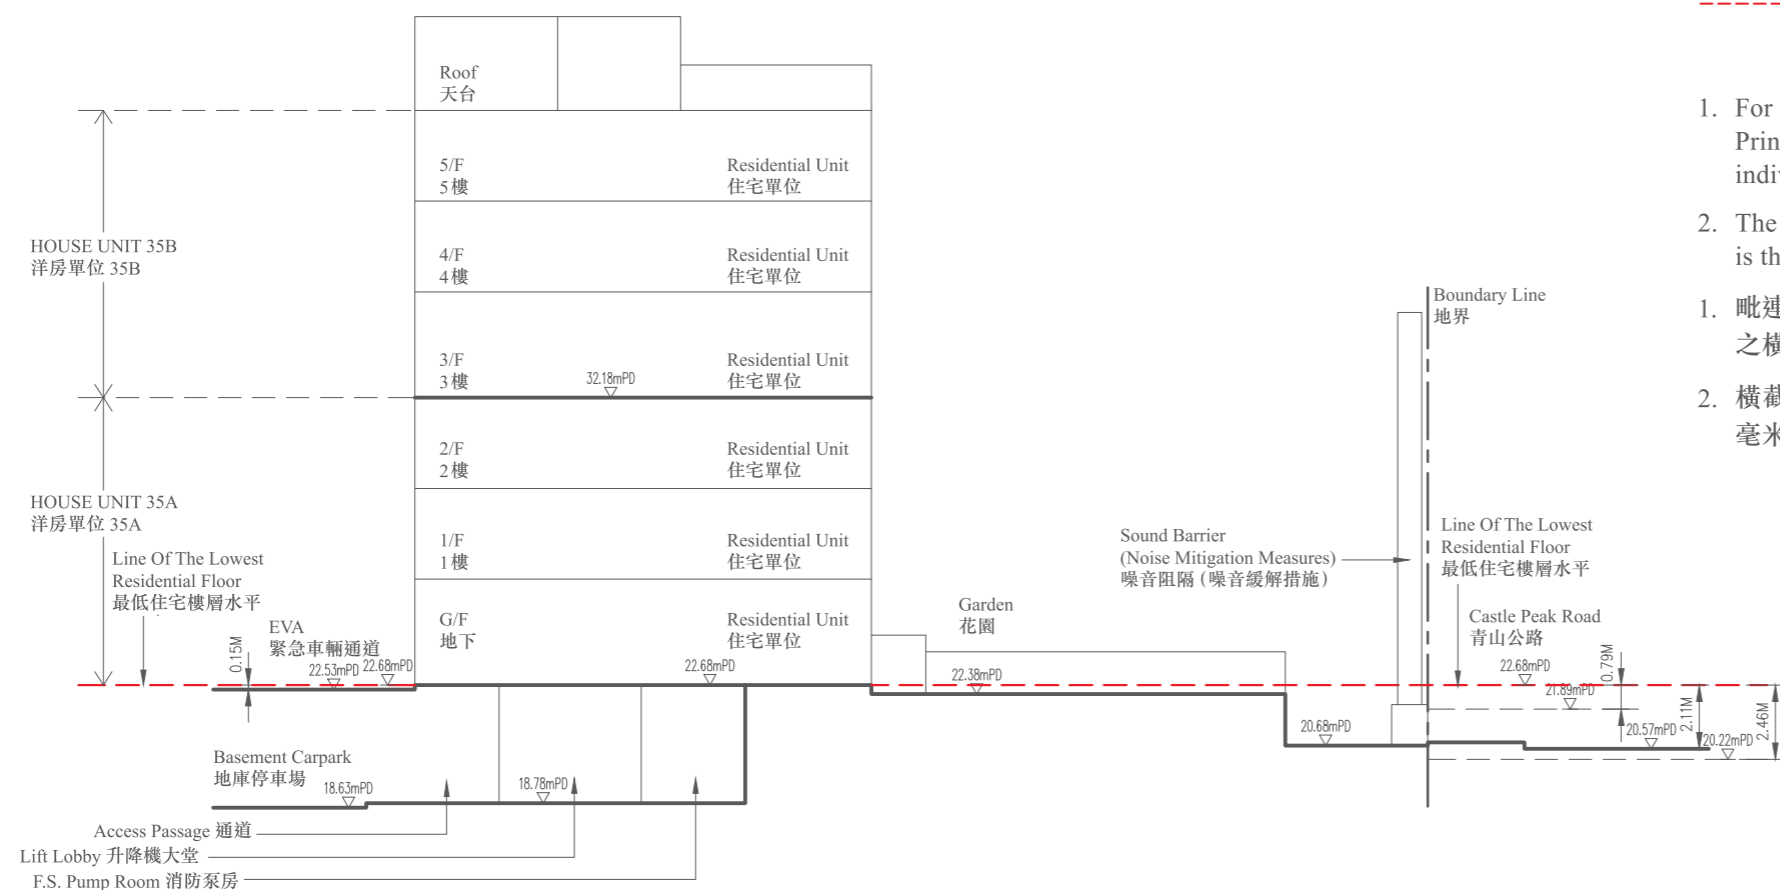 Roof
天台
5/F
5樓
Residential Unit
住宅單位
HOUSE UNIT 35B
洋房單位 35B
4/F
4樓
Residential Unit
住宅單位
3/F
3樓
32.18mPD
Residential Unit
住宅單位
2/F
2樓
Residential Unit
住宅單位
HOUSE UNIT 35A
洋房單位 35A
1/F
1樓
Residential Unit
住宅單位
Line Of The Lowest
Residential Floor
最低住宅樓層水平
G/F
地下
Residential Unit
住宅單位
EVA
緊急車輛通道
0.15M
22.53mPD
22.68mPD
22.68mPD
Garden
花園
22.38mPD
Sound Barrier
(Noise Mitigation Measures)
噪音阻隔 (噪音緩解措施)
Boundary Line
地界
Line Of The Lowest
Residential Floor
最低住宅樓層水平
Castle Peak Road
青山公路
22.68mPD
0.79M
21.89mPD
20.68mPD
20.57mPD
2.11M
20.22mPD
2.46M
Basement Carpark
地庫停車場
18.63mPD
18.78mPD
Access Passage 通道
Lift Lobby 升降機大堂
F.S. Pump Room 消防泵房
1. For
Prin
indiv
2. The
is th
1. 毗連
之橫
2. 橫截
毫米